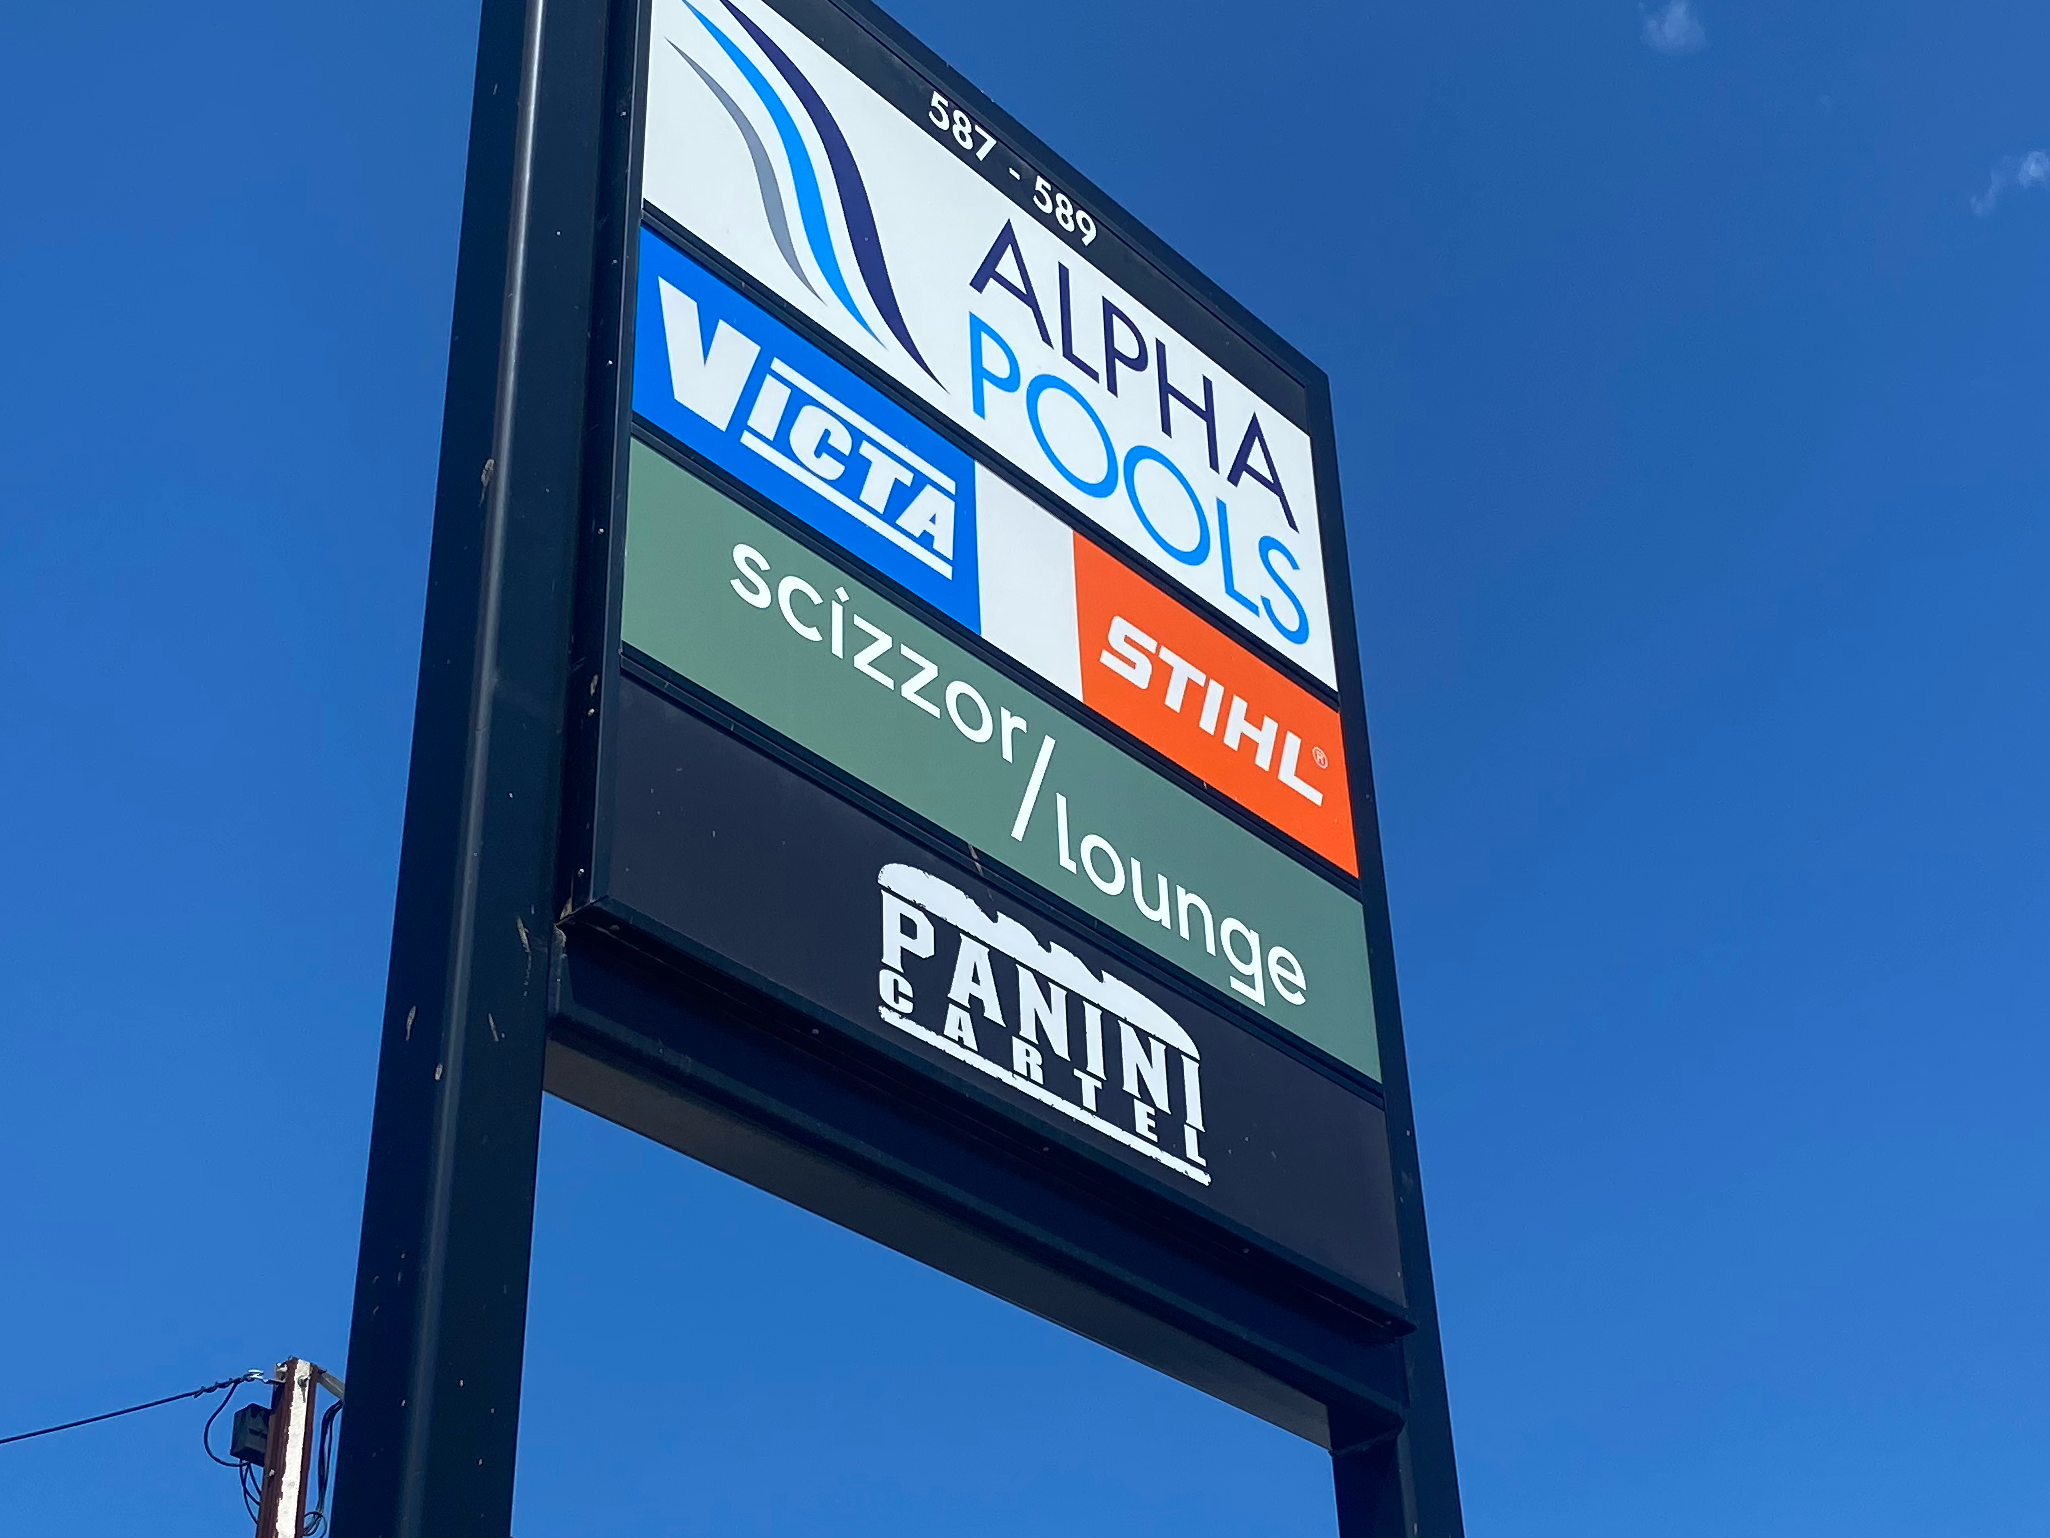 587 - 589
ALPHA
POOLS
VICTA
STIHL®
scizzor/lounge
PANINI
CARTEL